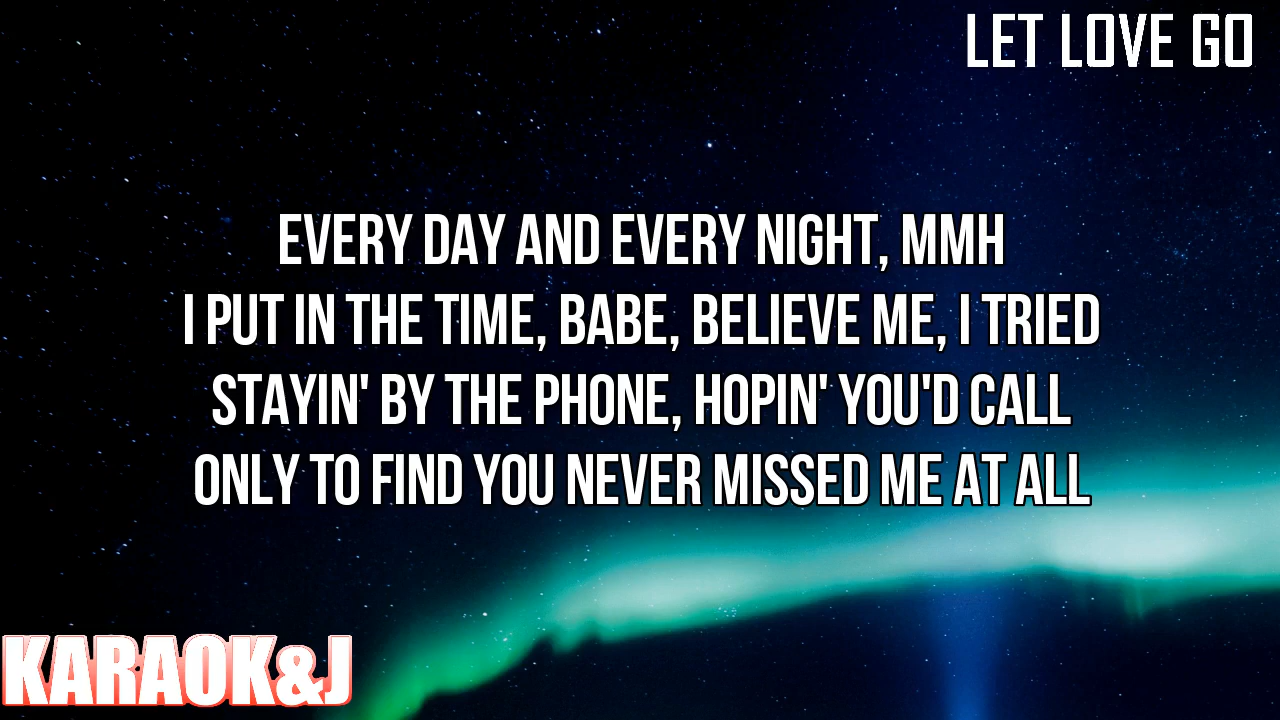 LET LOVE GO
EVERY DAY AND EVERY NIGHT, MMH
I PUT IN THE TIME, BABE, BELIEVE ME, I TRIED
STAYIN' BY THE PHONE, HOPIN' YOU'D CALL
ONLY TO FIND YOU NEVER MISSED ME AT ALL
KARAOK&J